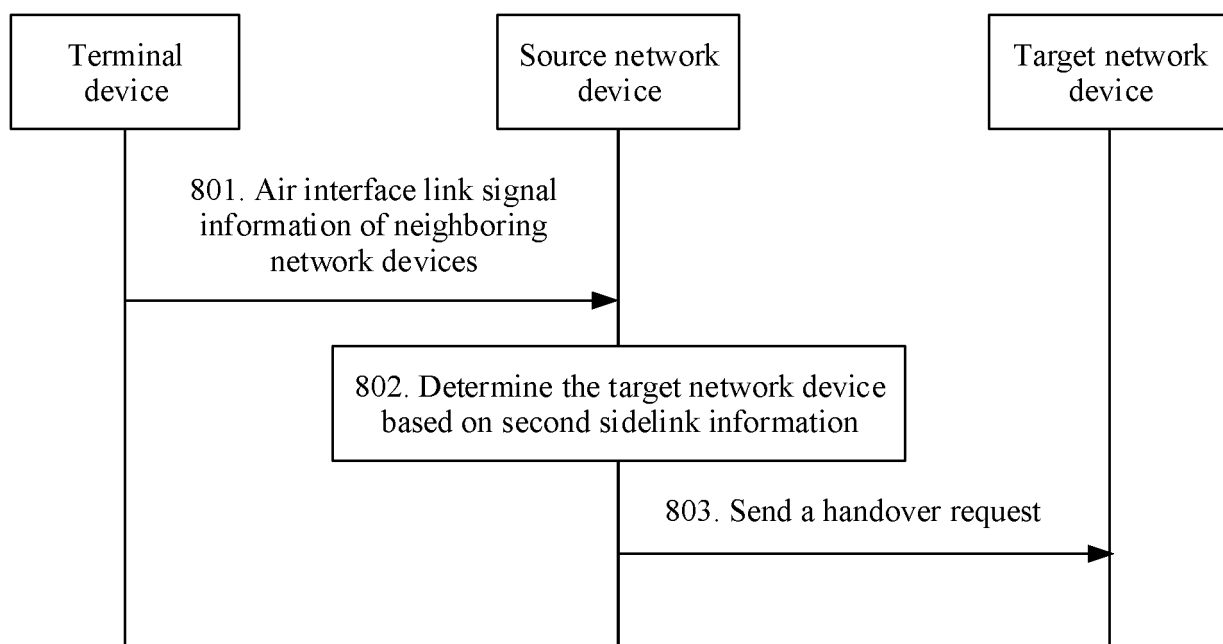 Terminal
device
Source network
device
Target network
device
801. Air interface link signal
information of neighboring
network devices
802. Determine the target network device
based on second sidelink information
803. Send a handover request